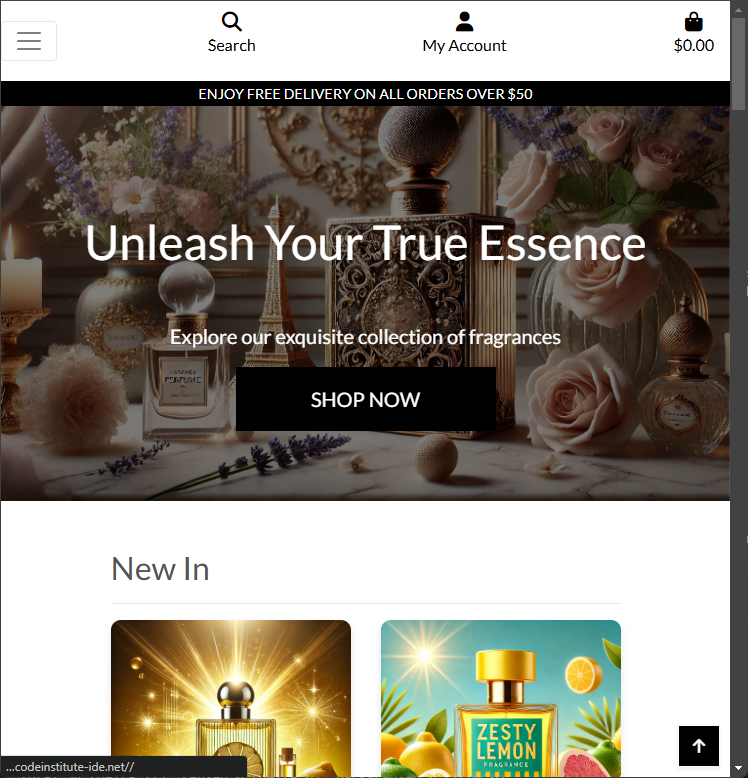 Search
My Account
$0.00
ENJOY FREE DELIVERY ON ALL ORDERS OVER $50
Unleash Your True Essence
Explore our exquisite collection of fragrances
PERFUME
SHOP NOW
New In
ZESTY
LEMON
FRAGRANCE
...codeinstitute-ide.net//